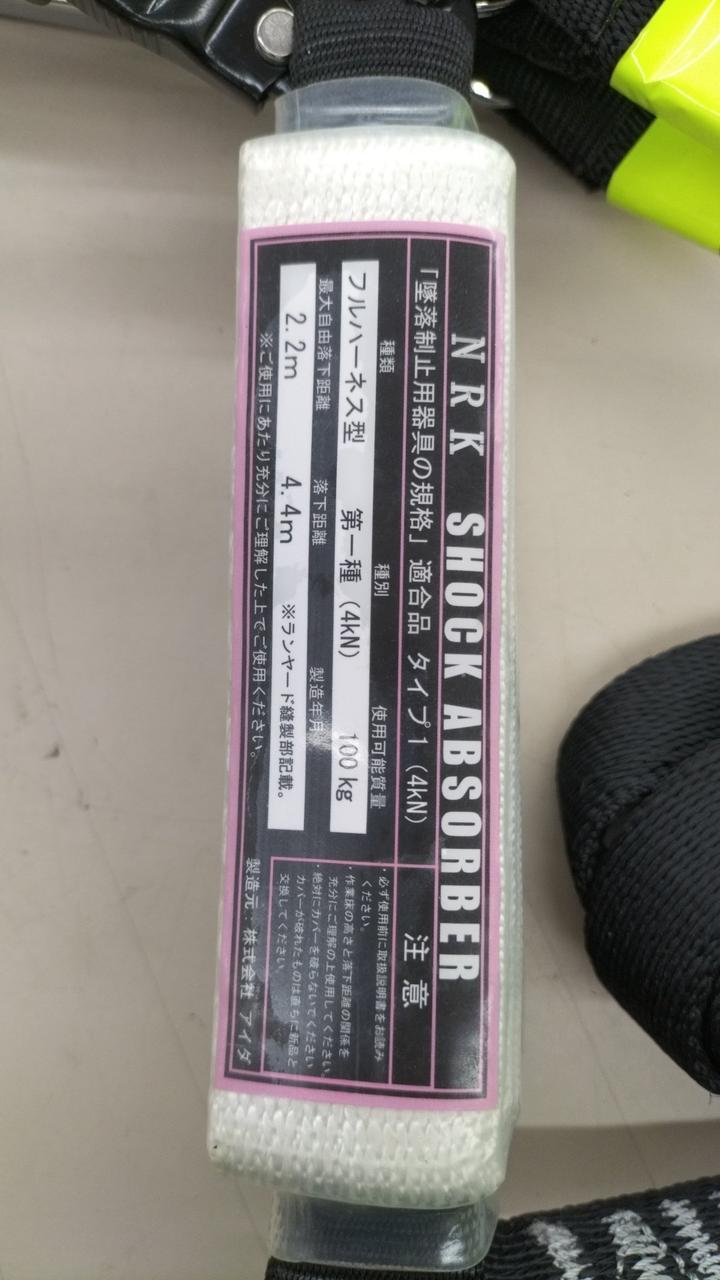 NRK SHOCK ABSORBER
「墜落制止用器具の規格」適合品 タイプ1 (4kN)
種類 種別 使用可能質量
フルハーネス型 第一種 (4kN) 100kg
最大自由落下距離 落下距離 製造年月
2.2m 4.4m ※ランヤード縫製部記載。
※ご使用にあたり充分にご理解した上でご使用ください。
注意
・必ず使用前に取扱説明書をお読み
ください。
・作業床の高さと落下距離の関係を
充分にご理解の上使用してください。
・絶対にカバーを破らないでください
カバーが破れたものは直ちに新品と
交換してください。
製造元:株式会社 アイダ